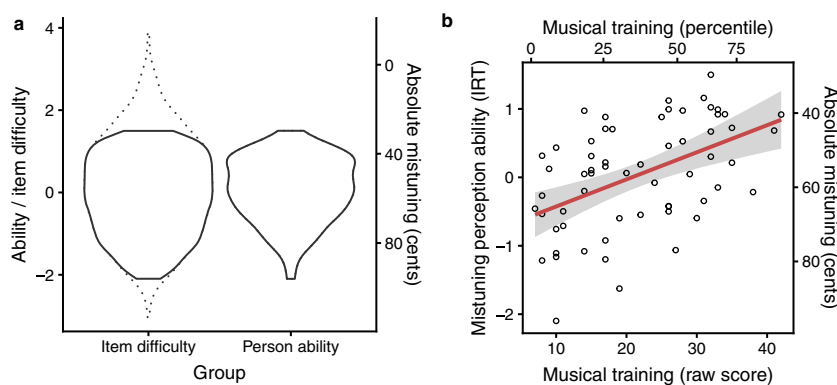 a
Ability / item difficulty
4
2
0
−2
0
40
80
Absolute mistuning (cents)
Item difficulty
Person ability
Group
b
Musical training (percentile)
0
25
50
75
Mistuning perception ability (IRT)
1
0
−1
−2
40
60
80
Absolute mistuning
(cents)
10
20
30
40
Musical training (raw score)